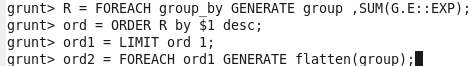 grunt> R = FOREACH group_by GENERATE group ,SUM(G.E::EXP);
grunt> ord = ORDER R by $1 desc;
grunt> ord1 = LIMIT ord 1;
grunt> ord2 = FOREACH ord1 GENERATE flatten(group);